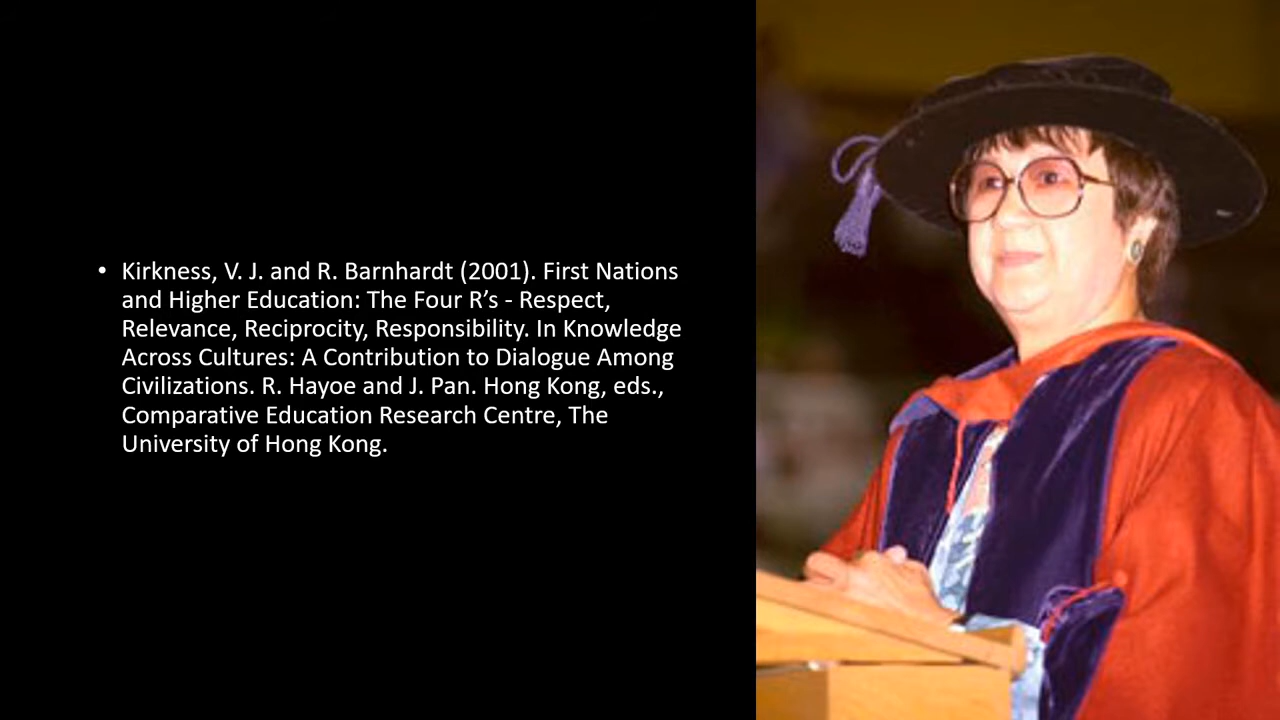 • Kirkness, V. J. and R. Barnhardt (2001). First Nations
and Higher Education: The Four R’s - Respect,
Relevance, Reciprocity, Responsibility. In Knowledge
Across Cultures: A Contribution to Dialogue Among
Civilizations. R. Hayoe and J. Pan. Hong Kong, eds.,
Comparative Education Research Centre, The
University of Hong Kong.